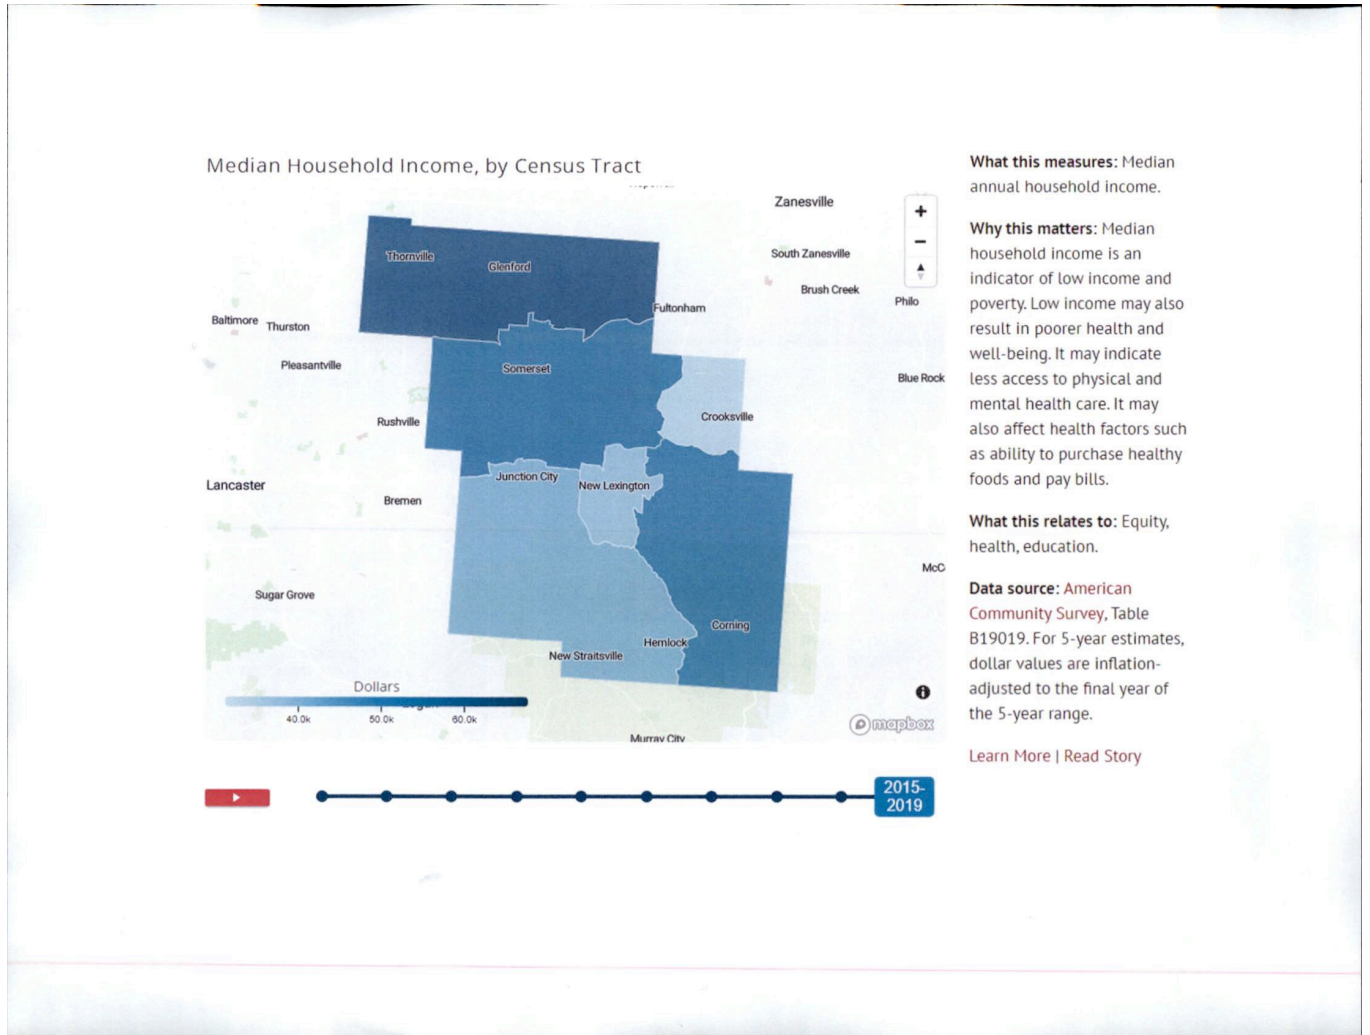 Median Household Income, by Census Tract
Zanesville
South Zanesville
Brush Creek
Philo
Thornville
Glenford
Fultonham
Baltimore
Thurston
Pleasantville
Somerset
Blue Rock
Rushville
Crooksville
Junction City
New Lexington
Lancaster
Bremen
McC
Sugar Grove
Corning
Hemlock
New Straitsville
Dollars
40.0k
50.0k
60.0k
mapbox
Murray City
2015-
2019
What this measures: Median
annual household income.
Why this matters: Median
household income is an
indicator of low income and
poverty. Low income may also
result in poorer health and
well-being. It may indicate
less access to physical and
mental health care. It may
also affect health factors such
as ability to purchase healthy
foods and pay bills.
What this relates to: Equity,
health, education.
Data source: American
Community Survey, Table
B19019. For 5-year estimates,
dollar values are inflation-
adjusted to the final year of
the 5-year range.
Learn More | Read Story